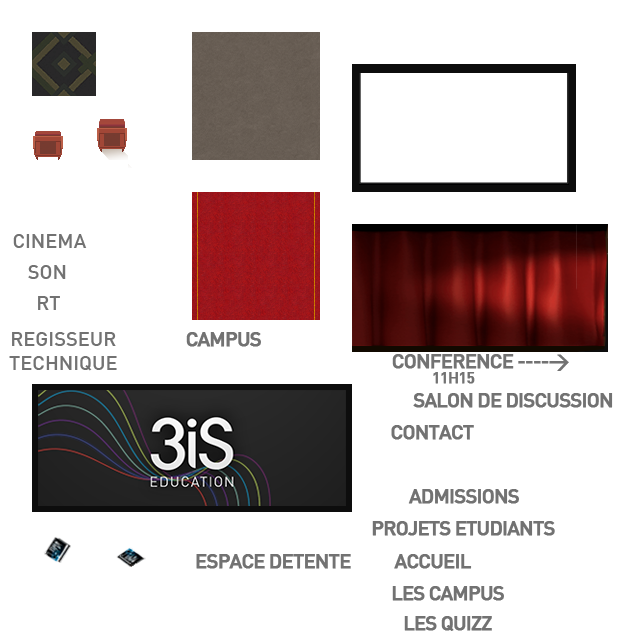 CINEMA
SON
RT
REGISSEUR
TECHNIQUE
CAMPUS
CONFERENCE ----->
11H15
SALON DE DISCUSSION
CONTACT
3iS
EDUCATION
ADMISSIONS
PROJETS ETUDIANTS
ESPACE DETENTE
ACCUEIL
LES CAMPUS
LES QUIZZ